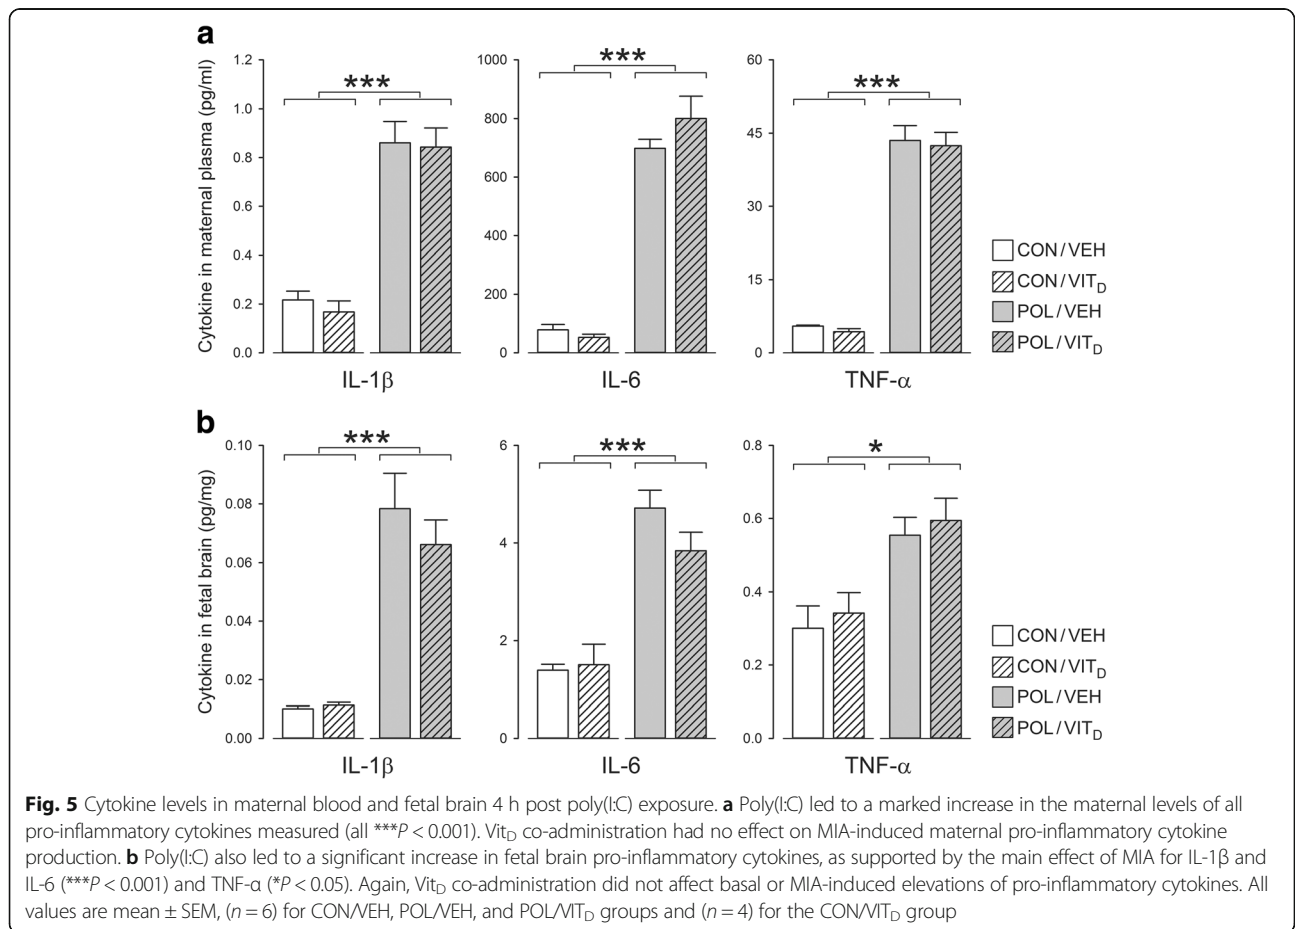 a
Cytokine in maternal plasma (pg/ml)
1.2
1.0
0.8
0.6
0.4
0.2
0.0
***
IL-1β
1000
800
600
400
200
0
***
IL-6
60
45
30
15
0
***
TNF-α
CON/VEH
CON/VITD
POL/VEH
POL/VITD
b
Cytokine in fetal brain (pg/mg)
0.10
0.08
0.06
0.04
0.02
0.00
***
IL-1β
6
4
2
0
***
IL-6
0.8
0.6
0.4
0.2
0.0
*
TNF-α
CON/VEH
CON/VITD
POL/VEH
POL/VITD
Fig. 5 Cytokine levels in maternal blood and fetal brain 4 h post poly(I:C) exposure. a Poly(I:C) led to a marked increase in the maternal levels of all
pro-inflammatory cytokines measured (all ***P < 0.001). VitD co-administration had no effect on MIA-induced maternal pro-inflammatory cytokine
production. b Poly(I:C) also led to a significant increase in fetal brain pro-inflammatory cytokines, as supported by the main effect of MIA for IL-1β and
IL-6 (***P < 0.001) and TNF-α (*P < 0.05). Again, VitD co-administration did not affect basal or MIA-induced elevations of pro-inflammatory cytokines. All
values are mean ± SEM, (n = 6) for CON/VEH, POL/VEH, and POL/VITD groups and (n = 4) for the CON/VITD group